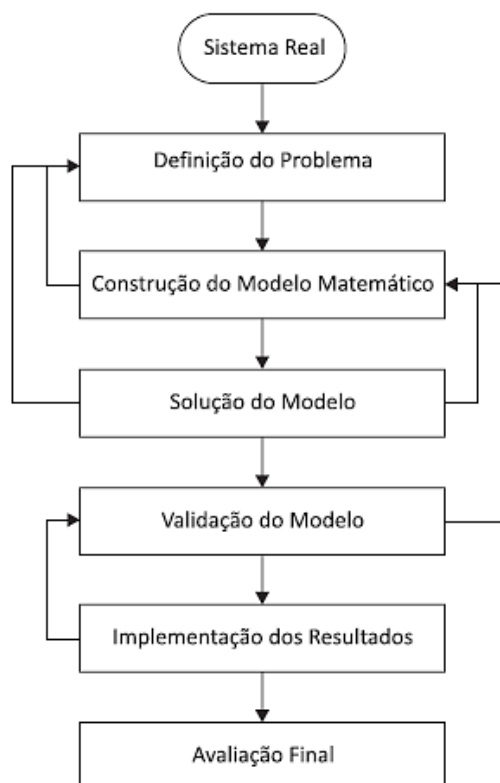 Sistema Real
Definição do Problema
Construção do Modelo Matemático
Solução do Modelo
Validação do Modelo
Implementação dos Resultados
Avaliação Final